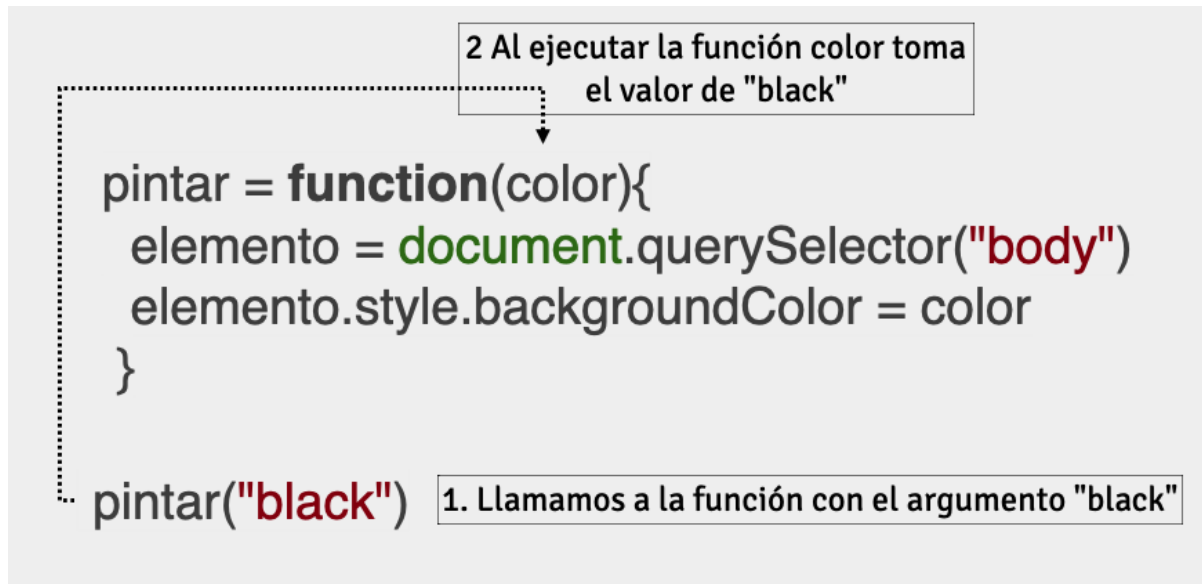 2 Al ejecutar la función color toma
el valor de "black"
pintar = function(color){
elemento = document.querySelector("body")
elemento.style.backgroundColor = color
}
pintar("black")
1. Llamamos a la función con el argumento "black"